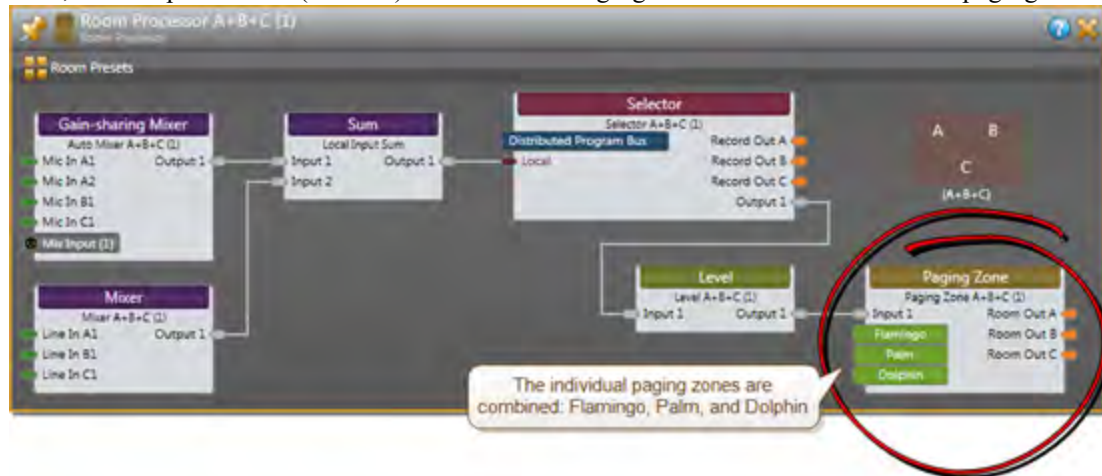 Room Processor A+B+C (1)
Room Processor
Room Presets
Gain-sharing Mixer
Auto Mixer A+B+C (1)
Mic In A1 Output 1
Mic In A2
Mic In B1
Mic In C1
Mix Input (1)
Mixer
Mixer A+B+C (1)
Line In A1 Output 1
Line In B1
Line In C1
Sum
Local Input Sum
Input 1 Output 1
Input 2
Selector
Selector A+B+C (1)
Distributed Program Bus Record Out A
Local Record Out B
Record Out C
Output 1
A B
C
(A+B+C)
Level
Level A+B+C (1)
Input 1 Output 1
Paging Zone
Paging Zone A+B+C (1)
Input 1 Room Out A
Flamingo Room Out B
Palm Room Out C
Dolphin
The individual paging zones are
combined: Flamingo, Palm, and Dolphin